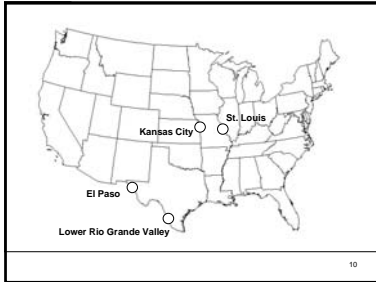 St. Louis
Kansas City
El Paso
Lower Rio Grande Valley
10